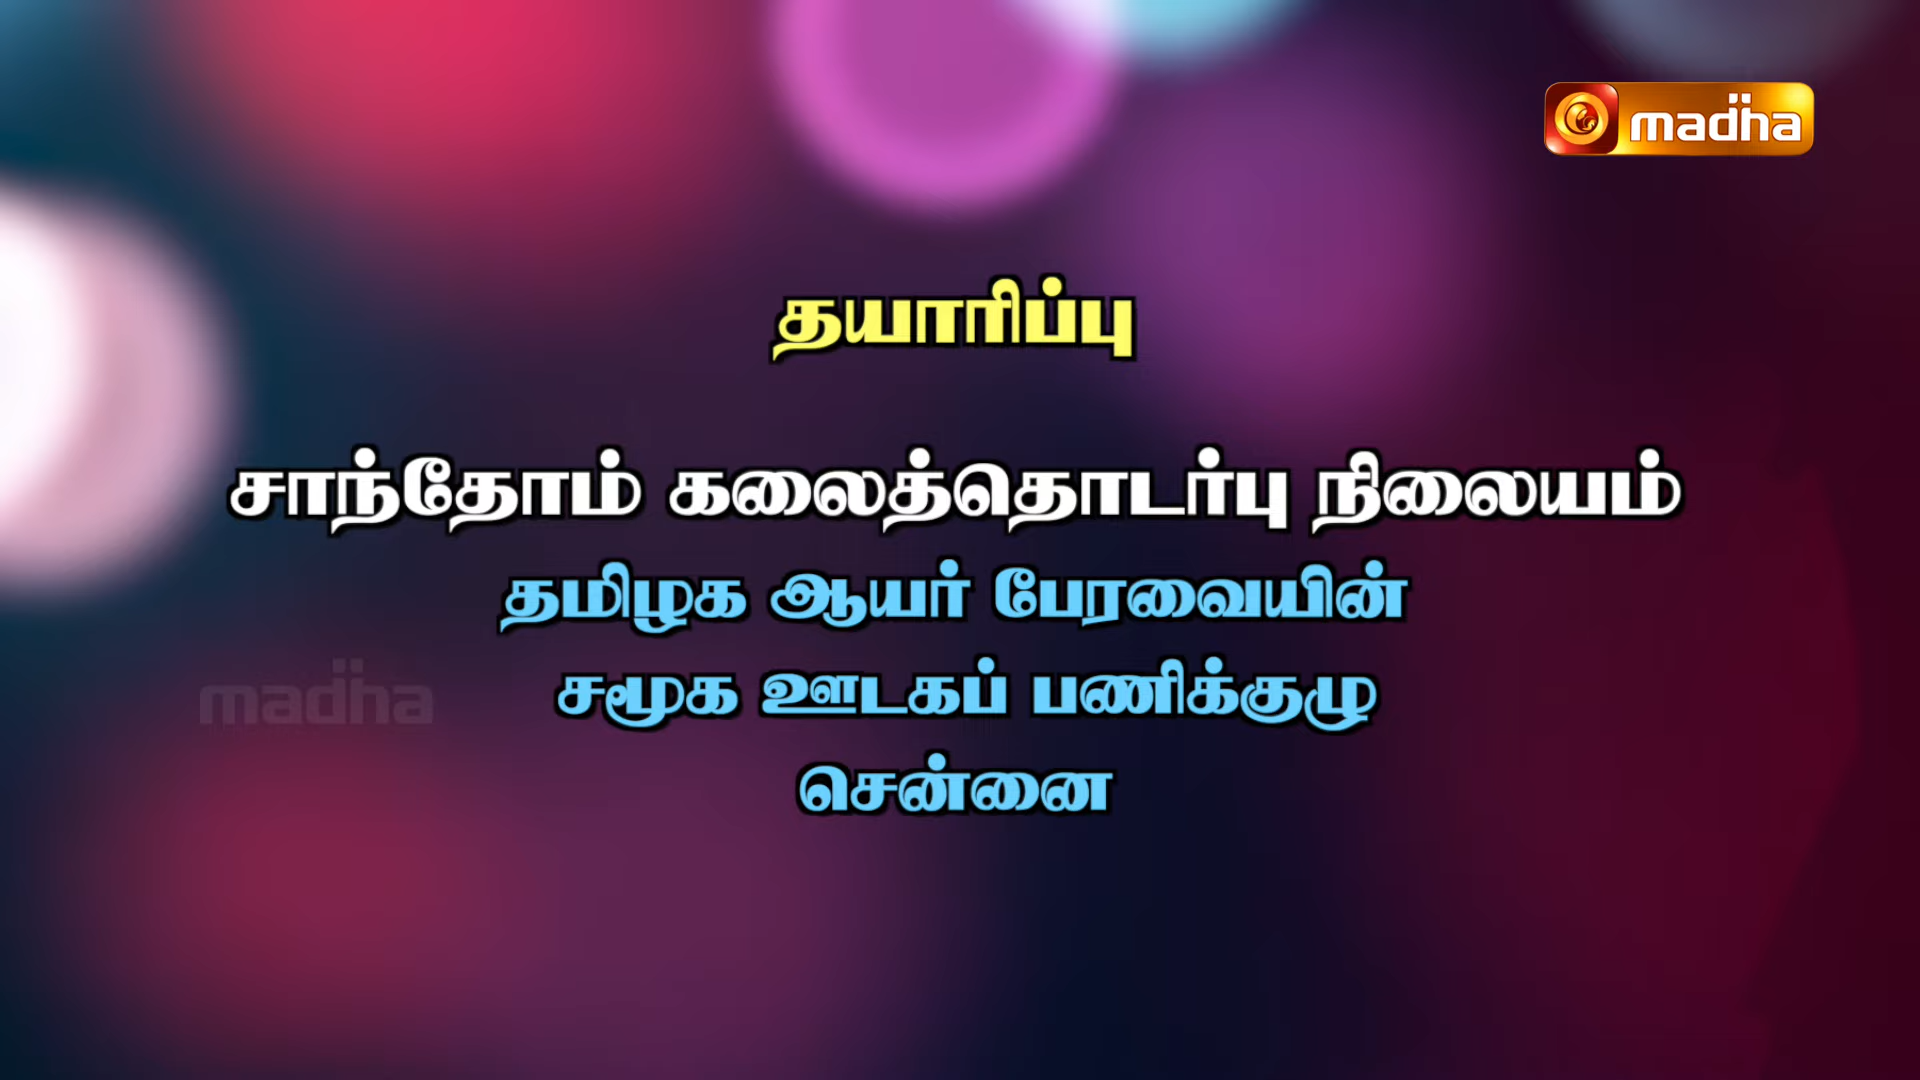 madha
தயாரிப்பு
சாந்தோம் கலைத்தொடர்பு நிலையம்
தமிழக ஆயர் பேரவையின்
சமூக ஊடகப் பணிக்குழு
madha
சென்னை